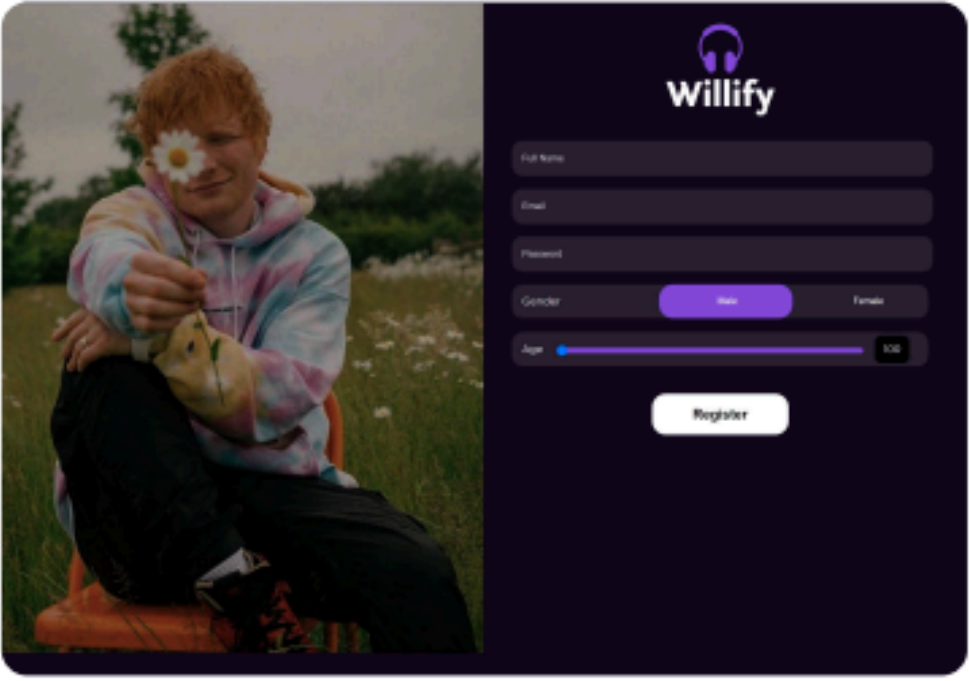 Willify
Full Name
Email
Password
Gender Male Female
Age 100
Register